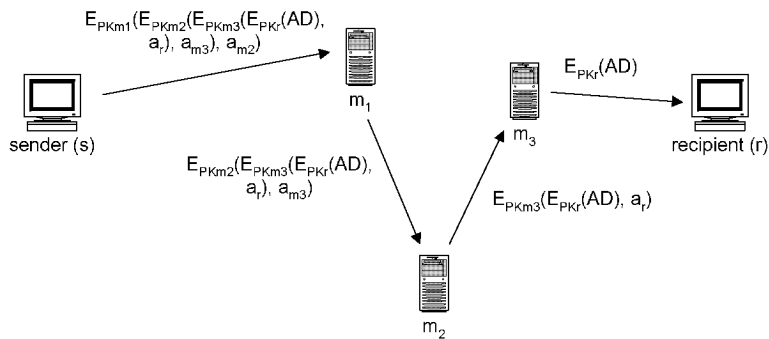 E_PKm1(E_PKm2(E_PKm3(E_PKr(AD),
a_r), a_m3), a_m2)
m_1
sender (s)
E_PKr(AD)
m_3
recipient (r)
E_PKm2(E_PKm3(E_PKr(AD),
a_r), a_m3)
E_PKm3(E_PKr(AD), a_r)
m_2